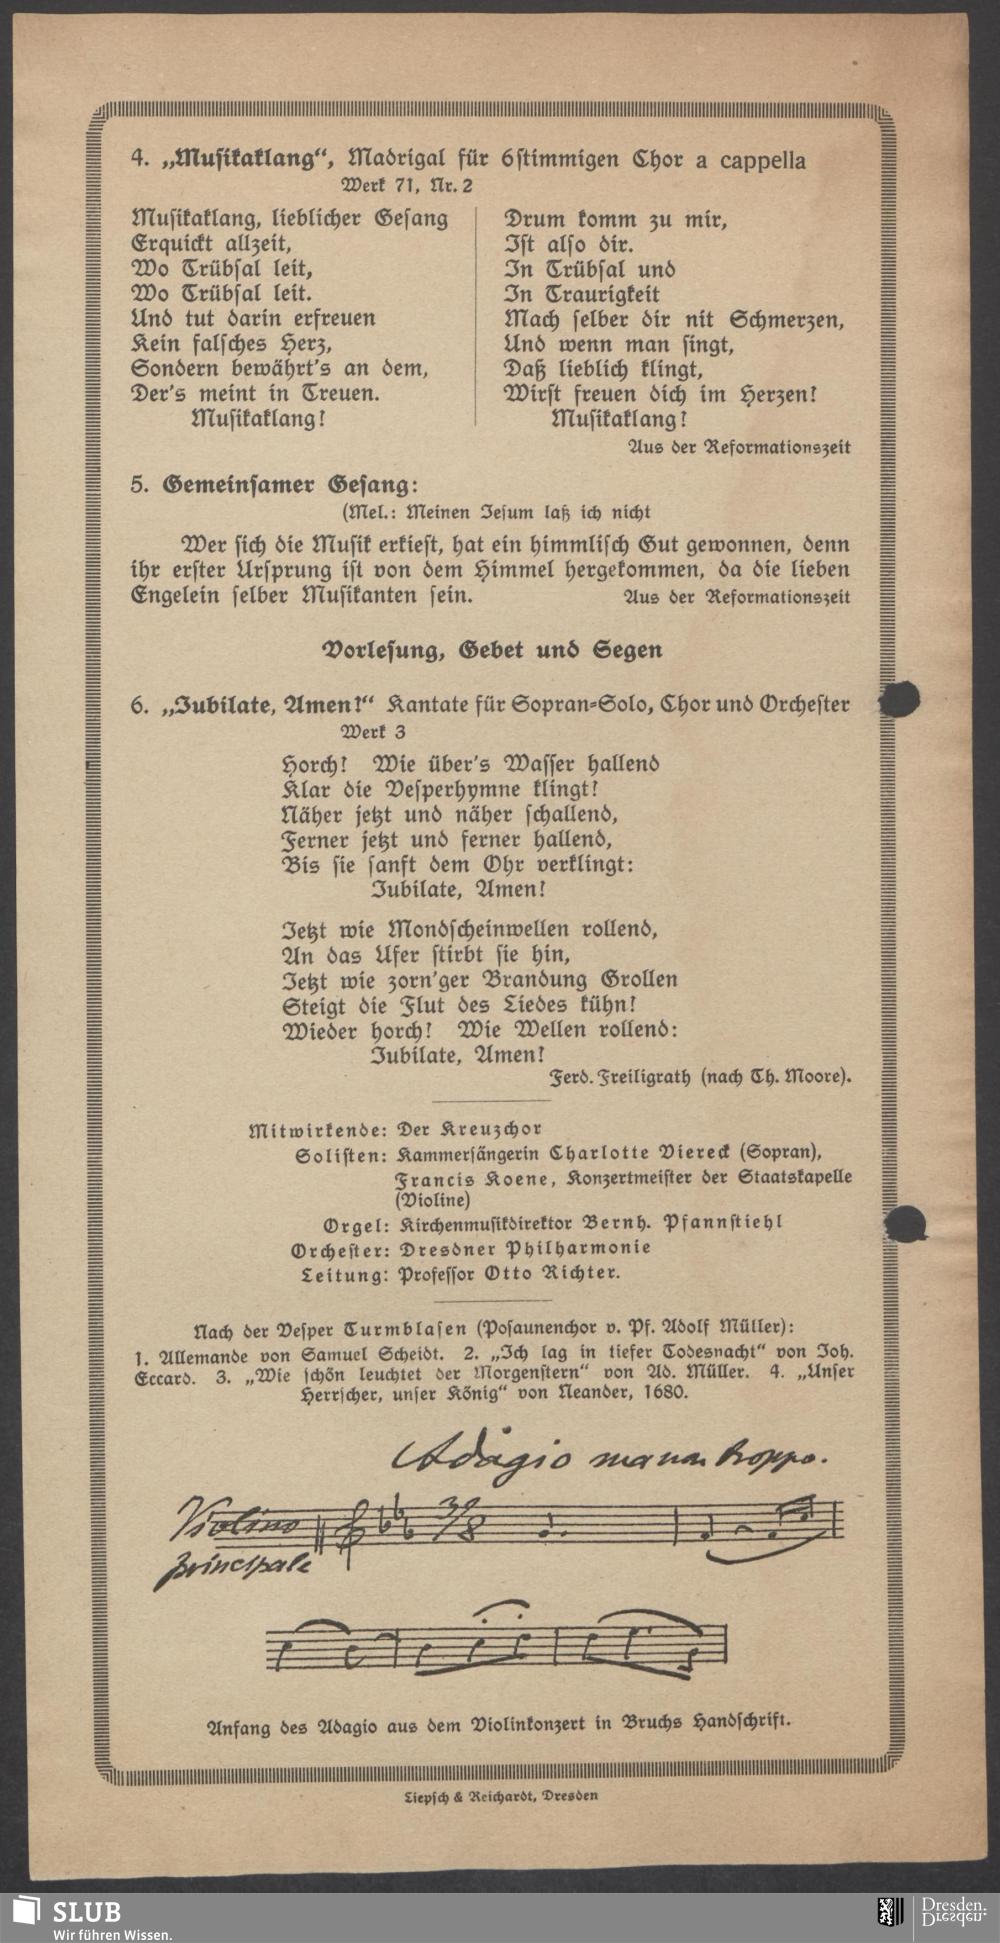 4. „Musikaklang“, Madrigal für 6stimmigen Chor a cappella
Werk 71, Nr. 2
Musikaklang, lieblicher Gesang
Erquickt allzeit,
Wo Trübsal leit,
Wo Trübsal leit.
Und tut darin erfreuen
Kein falsches Herz,
Sondern bewährt's an dem,
Der's meint in Treuen.
Musikaklang!
Drum komm zu mir,
Ist also dir.
In Trübsal und
In Traurigkeit
Mach selber dir nit Schmerzen,
Und wenn man singt,
Daß lieblich klingt,
Wirst freuen dich im Herzen!
Musikaklang!
Aus der Reformationszeit
5. Gemeinsamer Gesang:
(Mel.: Meinen Jesum laß ich nicht
Wer sich die Musik erkiest, hat ein himmlisch Gut gewonnen, denn
ihr erster Ursprung ist von dem Himmel hergekommen, da die lieben
Engelein selber Musikanten sein. Aus der Reformationszeit
Vorlesung, Gebet und Segen
6. „Jubilate, Amen!“ Kantate für Sopran-Solo, Chor und Orchester
Werk 3
Horch! Wie über's Wasser hallend
Klar die Vesperhymne klingt!
Näher jetzt und näher schallend,
Ferner jetzt und ferner hallend,
Bis sie sanft dem Ohr verklingt:
Jubilate, Amen!
Jetzt wie Mondscheinwellen rollend,
An das Ufer stirbt sie hin,
Jetzt wie zorn'ger Brandung Grollen
Steigt die Flut des Liedes kühn!
Wieder horch! Wie Wellen rollend:
Jubilate, Amen!
Ferd. Freiligrath (nach Th. Moore).
Mitwirkende: Der Kreuzchor
Solisten: Kammersängerin Charlotte Viereck (Sopran),
Francis Koene, Konzertmeister der Staatskapelle
(Violine)
Orgel: Kirchenmusikdirektor Bernh. Pfannstiehl
Orchester: Dresdner Philharmonie
Leitung: Professor Otto Richter.
Nach der Vesper Turmblasen (Posaunenchor v. Pf. Adolf Müller):
1. Allemande von Samuel Scheidt. 2. „Ich lag in tiefer Todesnacht“ von Joh.
Eccard. 3. „Wie schön leuchtet der Morgenstern“ von Ad. Müller. 4. „Unser
Herrscher, unser König“ von Neander, 1680.
Adagio ma non troppo.
Violino
principale
3/8
Anfang des Adagio aus dem Violinkonzert in Bruchs Handschrift.
Liepsch & Reichardt, Dresden
SLUB
Wir führen Wissen.
Dresden.
Dresden.